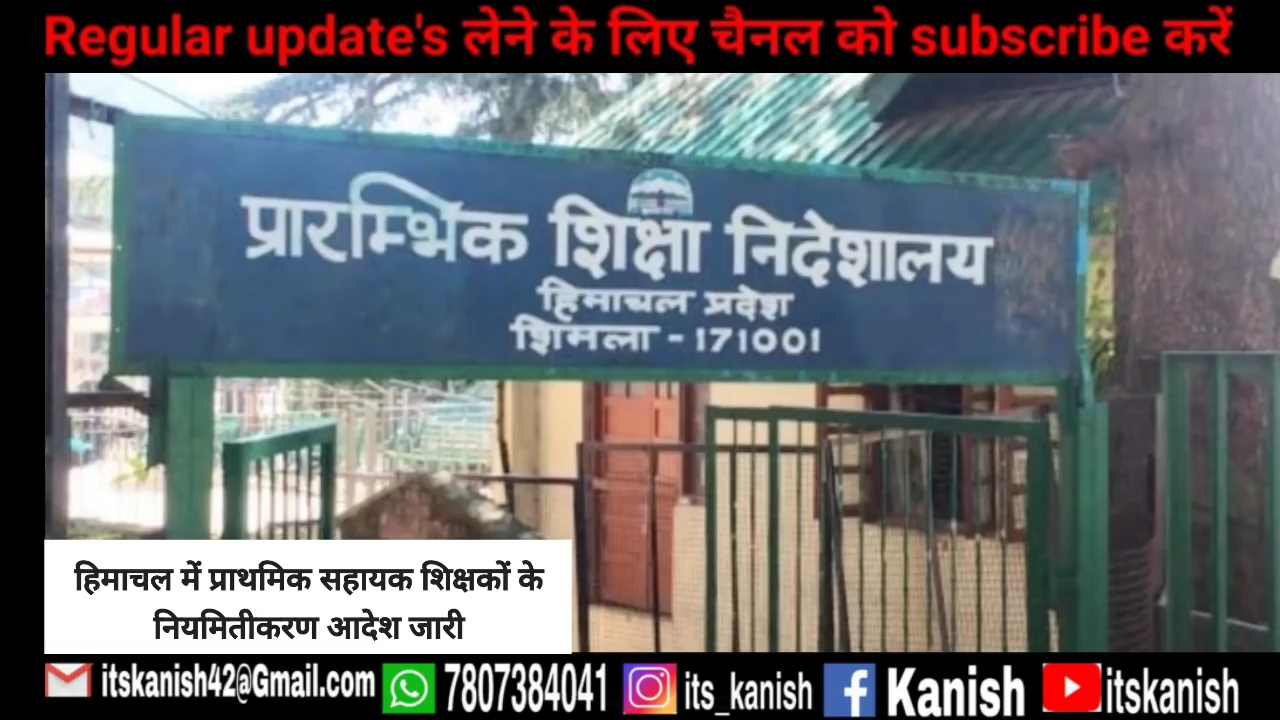 Regular update's लेने के लिए चैनल को subscribe करें
प्रारम्भिक शिक्षा निदेशालय
हिमाचल प्रदेश
शिमला - 171001
हिमाचल में प्राथमिक सहायक शिक्षकों के
नियमितीकरण आदेश जारी
itskanish42@Gmail.com 7807384041 its_kanish Kanish itskanish